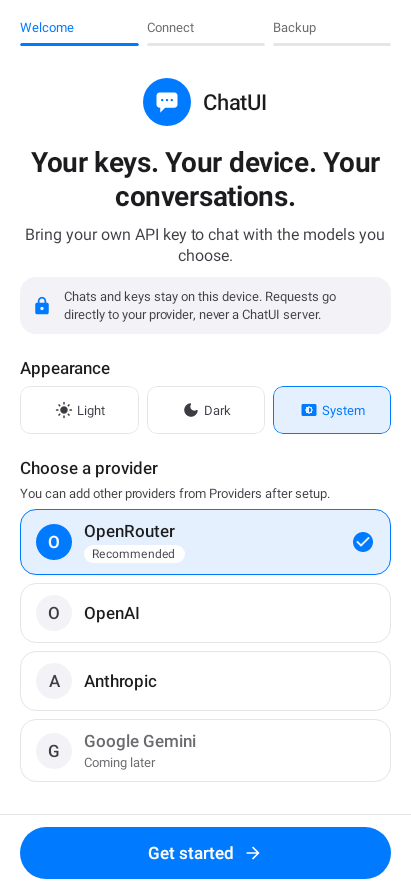 Welcome
Connect
Backup
ChatUI
Your keys. Your device. Your
conversations.
Bring your own API key to chat with the models you
choose.
Chats and keys stay on this device. Requests go
directly to your provider, never a ChatUI server.
Appearance
Light
Dark
System
Choose a provider
You can add other providers from Providers after setup.
O
OpenRouter
Recommended
O
OpenAI
A
Anthropic
G
Google Gemini
Coming later
Get started